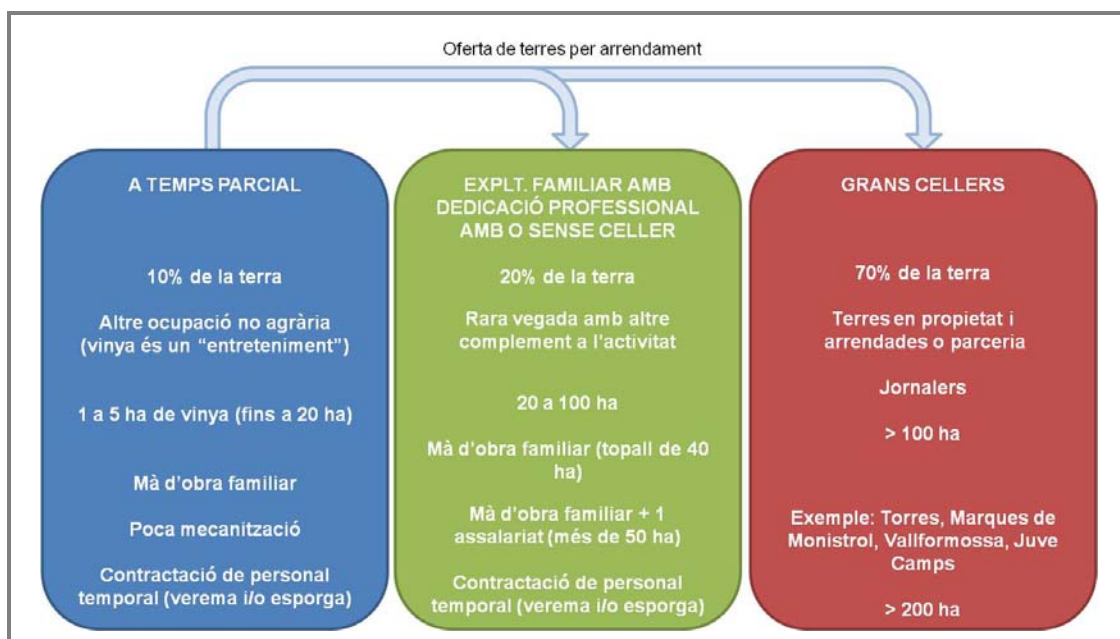 Oferta de terres per arrendament
A TEMPS PARCIAL
10% de la terra
Altre ocupació no agrària
(vinya és un “entreteniment”)
1 a 5 ha de vinya (fins a 20 ha)
Mà d’obra familiar
Poca mecanització
Contractació de personal
temporal (verema i/o esporga)
EXPLT. FAMILIAR AMB
DEDICACIÓ PROFESSIONAL
AMB O SENSE CELLER
20% de la terra
Rara vegada amb altre
complement a l’activitat
20 a 100 ha
Mà d’obra familiar (topall de 40
ha)
Mà d’obra familiar + 1
assalariat (més de 50 ha)
Contractació de personal
temporal (verema i/o esporga)
GRANS CELLERS
70% de la terra
Terres en propietat i
arrendades o parceria
Jornalers
> 100 ha
Exemple: Torres, Marques de
Monistrol, Vallformossa, Juve
Camps
> 200 ha